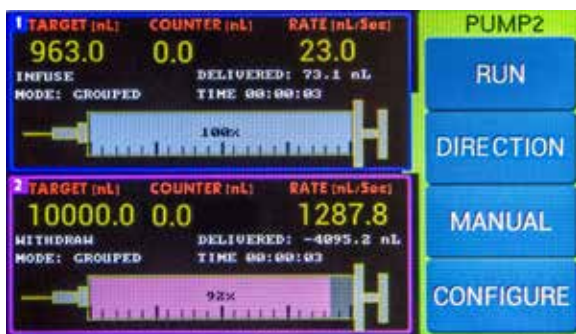 1 TARGET (nL) COUNTER (nL) RATE (nL/Sec)
963.0 0.0 23.0
INFUSE DELIVERED: 73.1 nL
MODE: GROUPED TIME 00:00:03
100%
2 TARGET (nL) COUNTER (nL) RATE (nL/Sec)
10000.0 0.0 1287.8
WITHDRAW DELIVERED: -4095.2 nL
MODE: GROUPED TIME 00:00:03
92%
PUMP2
RUN
DIRECTION
MANUAL
CONFIGURE